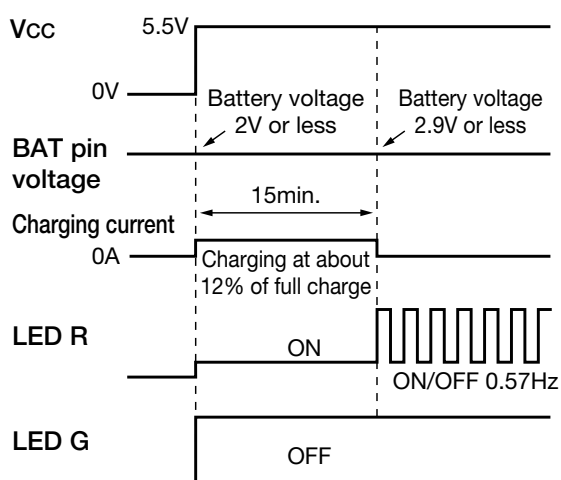 Vcc
5.5V
0V
Battery voltage
2V or less
Battery voltage
2.9V or less
BAT pin
voltage
15min.
Charging current
0A
Charging at about
12% of full charge
LED R
ON
ON/OFF 0.57Hz
LED G
OFF